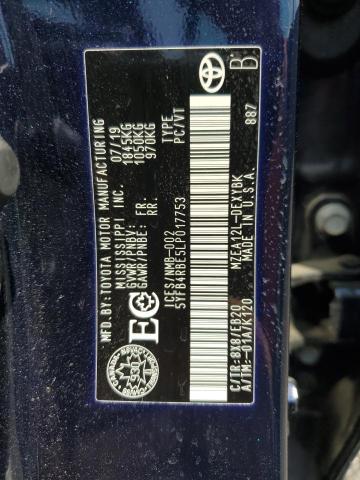 MFD.BY: TOYOTA MOTOR MANUFACTURING
MISSISSIPPI INC. 07/19
GVWR/PNBV: 1845KG
GAWR/PNBE: FR. 1050KG
RR. 970KG
EC
ICES/NMB-002
5YFB4RBE5LP017753
TYPE
PC/VT
C/TR: 8X8/EB20 MZEA12L-DEXYBK
A/TM: -01A/K120 MADE IN U.S.A.
B
887